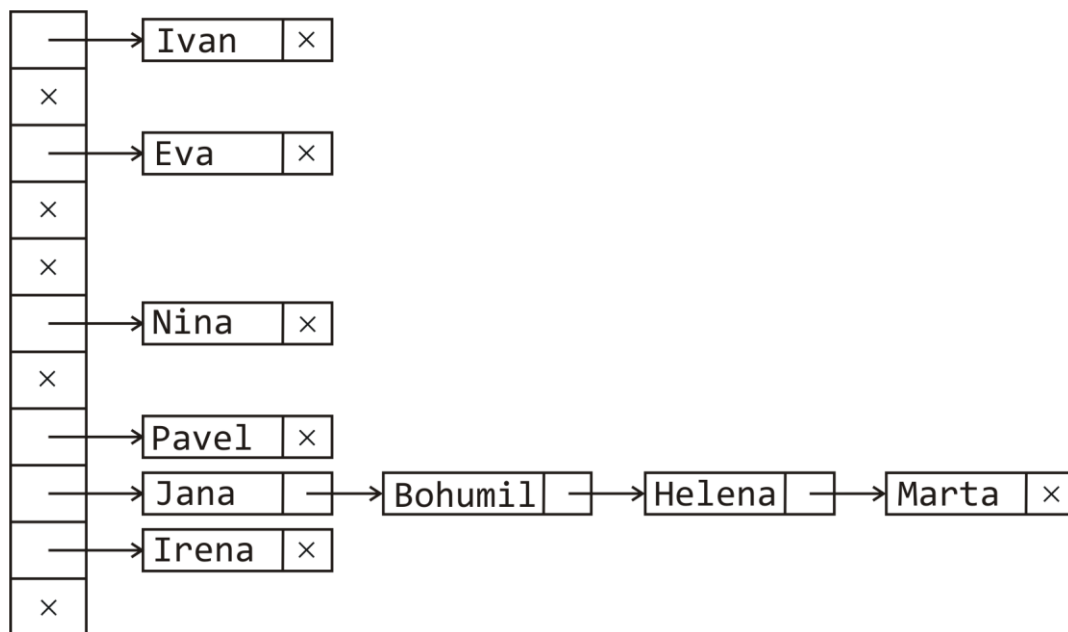 Ivan ×
×
Eva ×
×
×
Nina ×
×
Pavel ×
Jana Bohumil Helena Marta ×
Irena ×
×